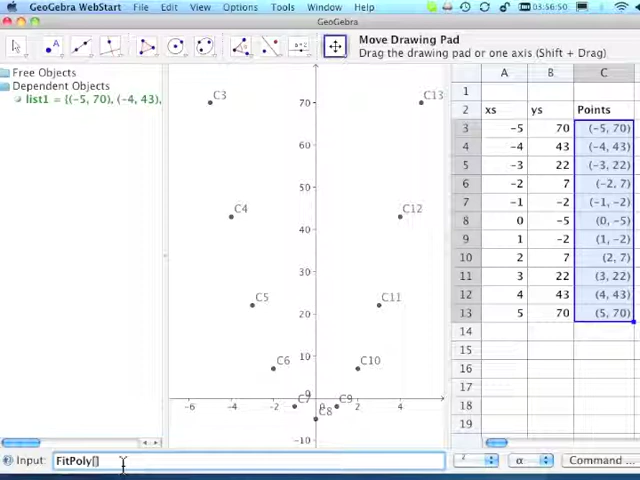 GeoGebra WebStart File Edit View Options Tools Window Help 03:56:50
GeoGebra
Move Drawing Pad
Drag the drawing pad or one axis (Shift + Drag)
Free Objects
Dependent Objects
list1 = {(-5, 70), (-4, 43),
C3
C13
70
60
50
C4
C12
40
30
C5
C11
20
10
C6
C10
0
C7
C9
C8
-6 -4 -2 2 4
-10
A B C
1
2 xs ys Points
3 -5 70 (-5, 70)
4 -4 43 (-4, 43)
5 -3 22 (-3, 22)
6 -2 7 (-2, 7)
7 -1 -2 (-1, -2)
8 0 -5 (0, -5)
9 1 -2 (1, -2)
10 2 7 (2, 7)
11 3 22 (3, 22)
12 4 43 (4, 43)
13 5 70 (5, 70)
14
15
16
17
18
19
Input: FitPoly[] 2 α Command ...